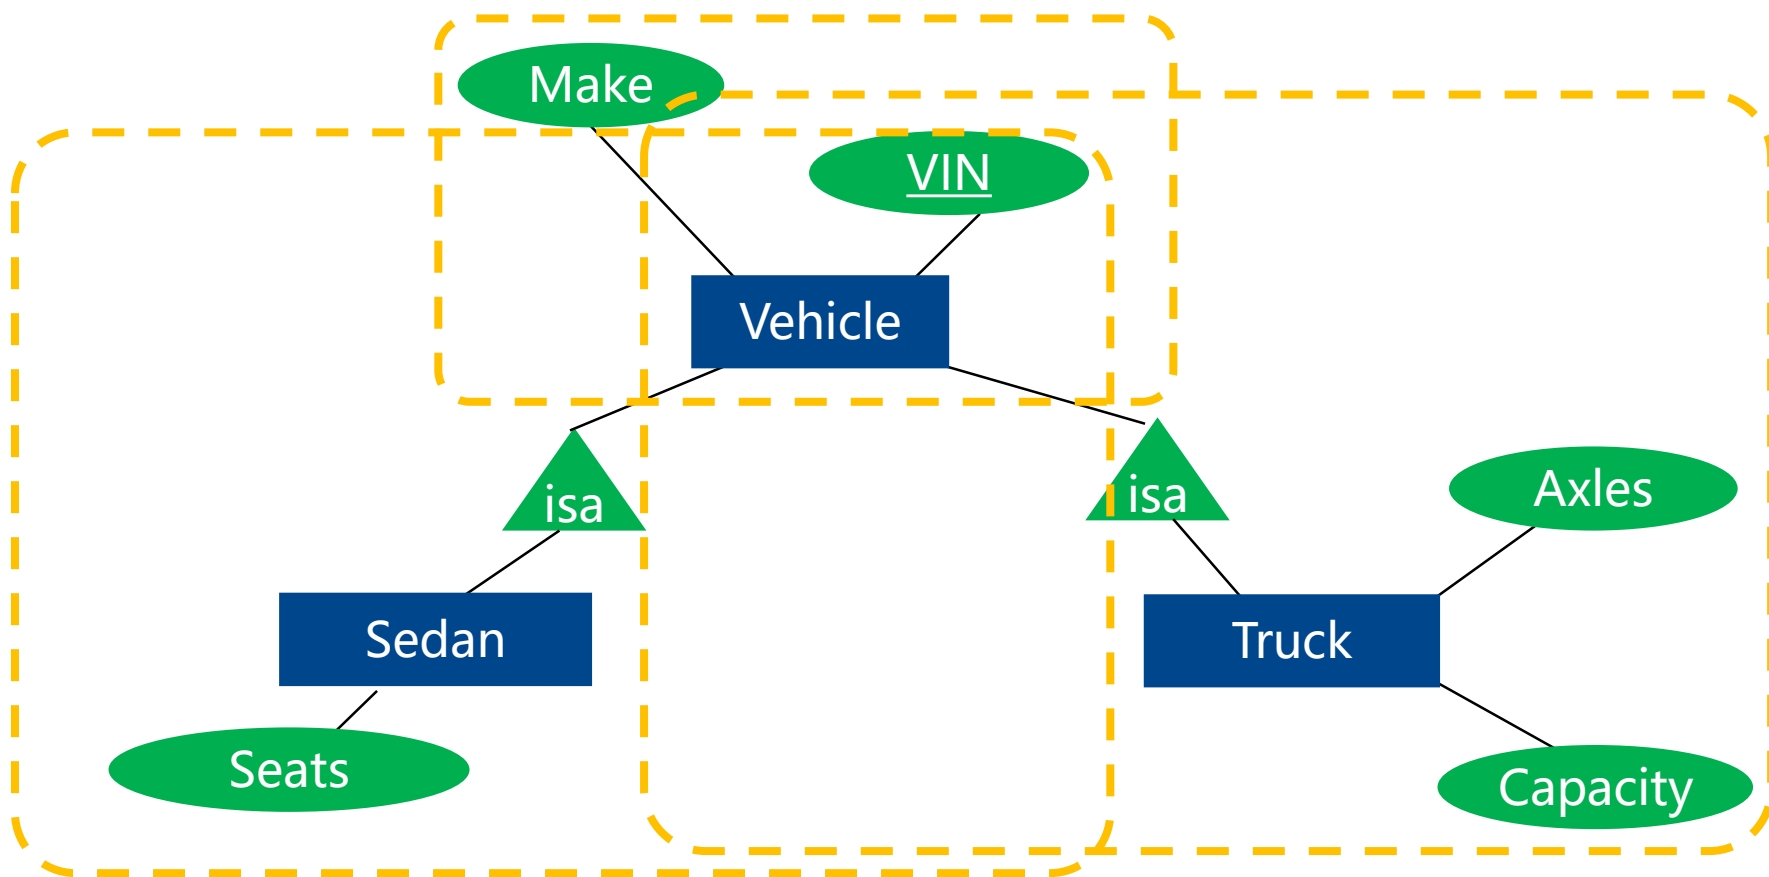 Make
VIN
Vehicle
isa
isa
Axles
Sedan
Truck
Seats
Capacity